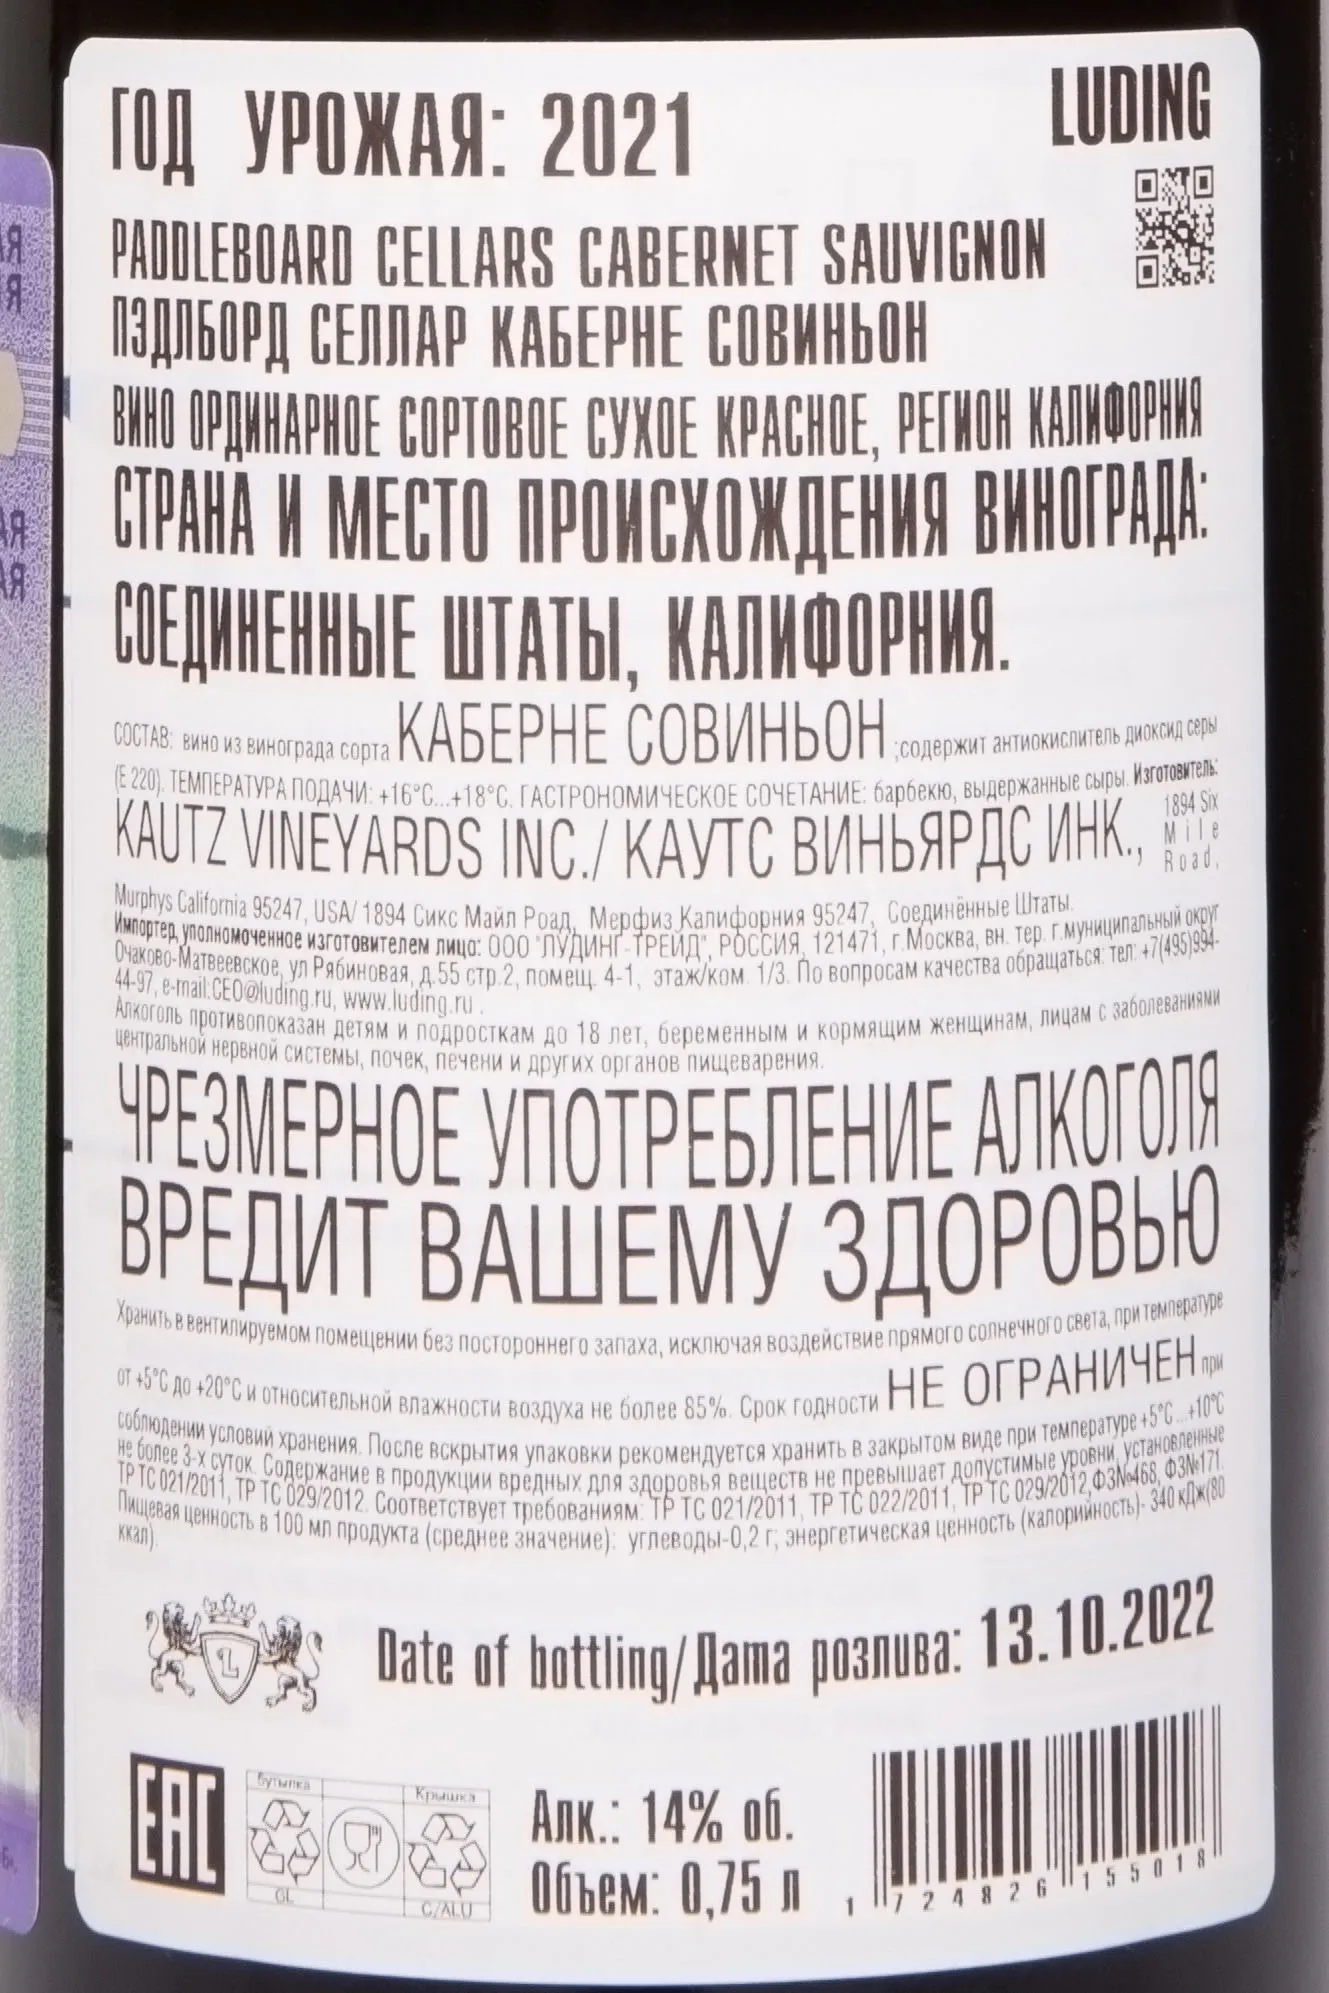 ГОД УРОЖАЯ: 2021
LUDING
PADDLEBOARD CELLARS CABERNET SAUVIGNON
ПЭДЛБОРД СЕЛЛАР КАБЕРНЕ СОВИНЬОН
ВИНО ОРДИНАРНОЕ СОРТОВОЕ СУХОЕ КРАСНОЕ, РЕГИОН КАЛИФОРНИЯ
СТРАНА И МЕСТО ПРОИСХОЖДЕНИЯ ВИНОГРАДА:
СОЕДИНЕННЫЕ ШТАТЫ, КАЛИФОРНИЯ.
СОСТАВ: вино из винограда сорта КАБЕРНЕ СОВИНЬОН ;содержит антиокислитель диоксид серы
(Е 220). ТЕМПЕРАТУРА ПОДАЧИ: +16°С...+18°С. ГАСТРОНОМИЧЕСКОЕ СОЧЕТАНИЕ: барбекю, выдержанные сыры. Изготовитель:
KAUTZ VINEYARDS INC./ КАУТС ВИНЬЯРДС ИНК., 1894 Six
Mile
Road,
Murphys California 95247, USA/ 1894 Сикс Майл Роад, Мерфиз Калифорния 95247, Соединённые Штаты.
Импортер, уполномоченное изготовителем лицо: ООО "ЛУДИНГ-ТРЕЙД", РОССИЯ, 121471, г.Москва, вн. тер. г.муниципальный округ
Очаково-Матвеевское, ул Рябиновая, д.55 стр.2, помещ. 4-1, этаж/ком. 1/3. По вопросам качества обращаться: тел: +7(495)994-
44-97, e-mail:CEO@luding.ru, www.luding.ru .
Алкоголь противопоказан детям и подросткам до 18 лет, беременным и кормящим женщинам, лицам с заболеваниями
центральной нервной системы, почек, печени и других органов пищеварения.
ЧРЕЗМЕРНОЕ УПОТРЕБЛЕНИЕ АЛКОГОЛЯ
ВРЕДИТ ВАШЕМУ ЗДОРОВЬЮ
Хранить в вентилируемом помещении без постороннего запаха, исключая воздействие прямого солнечного света, при температуре
от +5°С до +20°С и относительной влажности воздуха не более 85%. Срок годности НЕ ОГРАНИЧЕН при
соблюдении условий хранения. После вскрытия упаковки рекомендуется хранить в закрытом виде при температуре +5°С...+10°С
не более 3-х суток. Содержание в продукции вредных для здоровья веществ не превышает допустимые уровни, установленные
ТР ТС 021/2011, ТР ТС 029/2012. Соответствует требованиям: ТР ТС 021/2011, ТР ТС 022/2011, ТР ТС 029/2012,ФЗ№468, ФЗ№171.
Пищевая ценность в 100 мл продукта (среднее значение): углеводы-0,2 г; энергетическая ценность (калорийность)- 340 кДж(80
ккал).
L
Date of bottling/Дата розлива: 13.10.2022
EAC
Бутылка
Крышка
GL
C/ALU
Алк.: 14% об.
Объем: 0,75 л
1 724826 155018